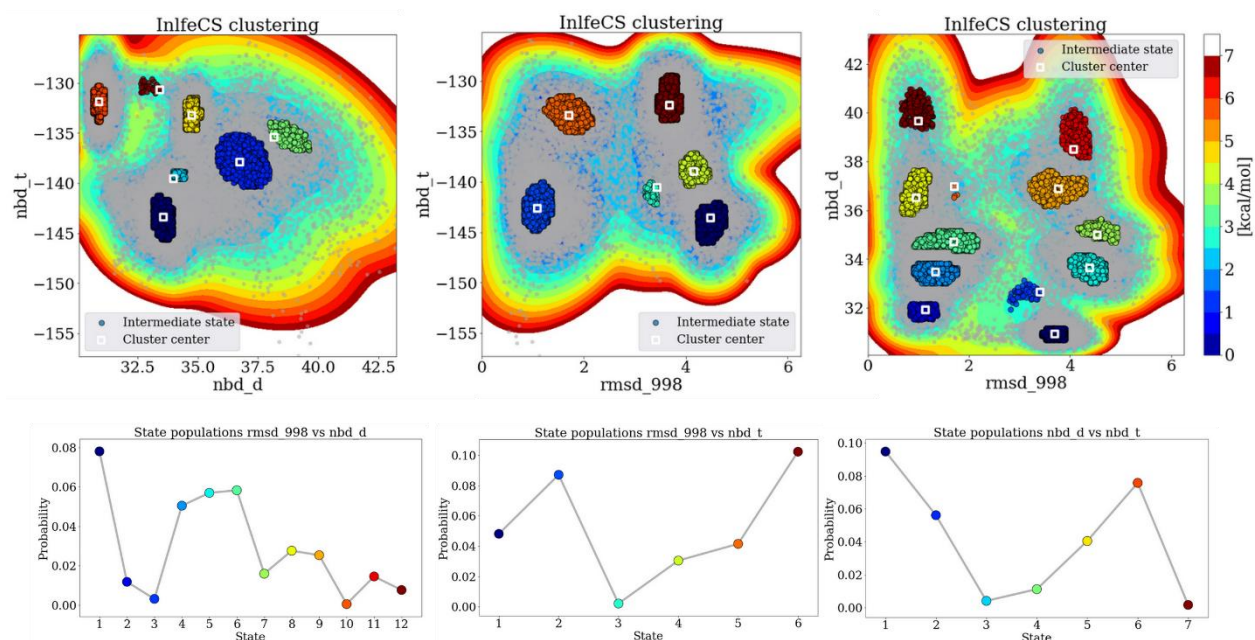 InlfeCS clustering
InlfeCS clustering
InlfeCS clustering
−130
−135
−140
−145
−150
−155
nbd_t
Intermediate state
Cluster center
32.5 35.0 37.5 40.0 42.5
nbd_d
−130
−135
−140
−145
−150
−155
nbd_t
Intermediate state
Cluster center
0 2 4 6
rmsd_998
42
40
38
36
34
32
nbd_d
Intermediate state
Cluster center
0 2 4 6
rmsd_998
7
6
5
4
3
2
1
0
[kcal/mol]
State populations rmsd_998 vs nbd_d
0.08
0.06
0.04
0.02
0.00
Probability
1 2 3 4 5 6 7 8 9 10 11 12
State
State populations rmsd_998 vs nbd_t
0.10
0.08
0.06
0.04
0.02
0.00
Probability
1 2 3 4 5 6
State
State populations nbd_d vs nbd_t
0.10
0.08
0.06
0.04
0.02
0.00
Probability
1 2 3 4 5 6 7
State